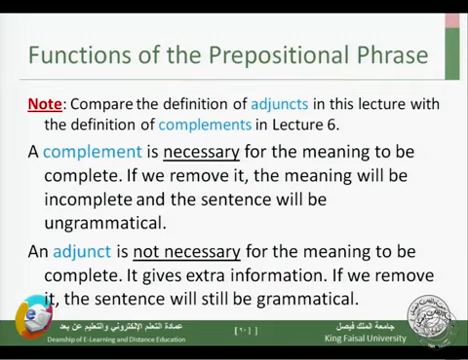 Functions of the Prepositional Phrase
Note: Compare the definition of adjuncts in this lecture with
the definition of complements in Lecture 6.
A complement is necessary for the meaning to be
complete. If we remove it, the meaning will be
incomplete and the sentence will be
ungrammatical.
An adjunct is not necessary for the meaning to be
complete. It gives extra information. If we remove
it, the sentence will still be grammatical.
عمادة التعلم الإلكتروني والتعليم عن بعد
Deanship of E-Learning and Distance Education
[٢٠]
جامعة الملك فيصل
King Faisal University